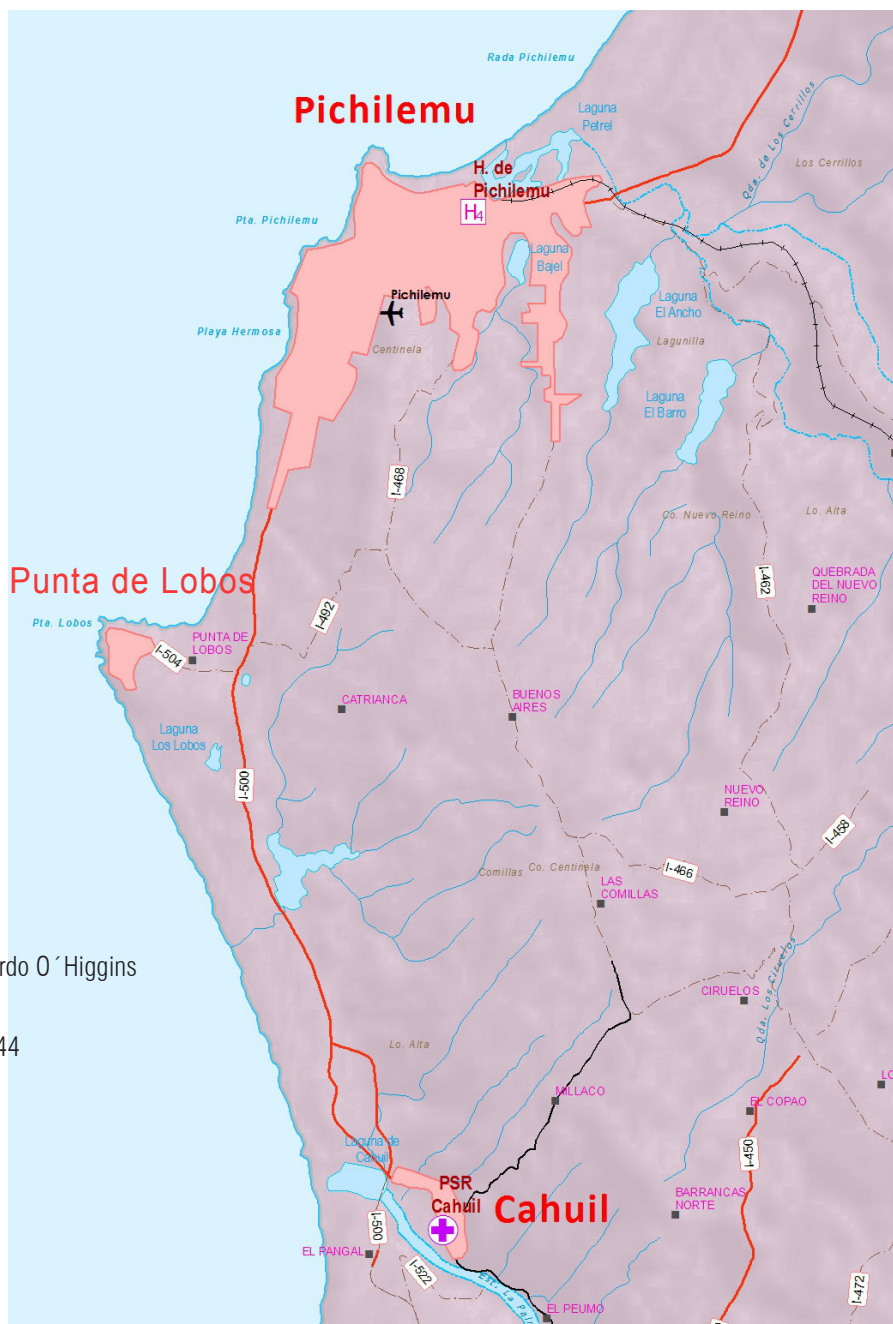 Rada Pichilemu
Pichilemu
Laguna
Petrel
Qda. de Los Cerrillos
Los Cerrillos
H. de
Pichilemu
H4
Pta. Pichilemu
Laguna
Bajel
Pichilemu
Laguna
El Ancho
Playa Hermosa
Centinela
Lagunilla
Laguna
El Barro
I-468
Co. Nuevo Reino
Lo. Alta
Punta de Lobos
I-462
QUEBRADA
DEL NUEVO
REINO
I-492
Pta. Lobos
PUNTA DE
LOBOS
I-504
CATRIANCA
BUENOS
AIRES
Laguna
Los Lobos
I-500
NUEVO
REINO
I-458
Comillas
Co. Centinela
I-466
LAS
COMILLAS
rdo O´Higgins
CIRUELOS
Qda. Los Ciruelos
44
Lo. Alta
MILLACO
EL COPAO
LO
Laguna de
Cahuil
I-450
PSR
Cahuil
Cahuil
BARRANCAS
NORTE
I-500
EL PANGAL
I-522
I-472
EL PEUMO